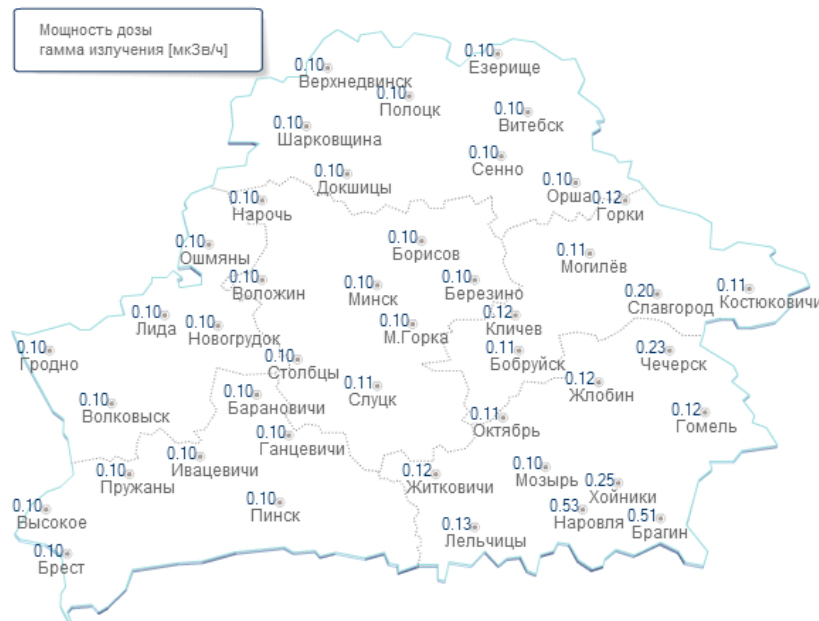 Мощность дозы
гамма излучения [мкЗв/ч]
0.10
Езерище
0.10
Верхнедвинск
0.10
Полоцк
0.10
Витебск
0.10
Шарковщина
0.10
Сенно
0.10
Докшицы
0.10
Орша
0.12
Горки
0.10
Нарочь
0.10
Ошмяны
0.10
Борисов
0.11
Могилёв
0.10
Воложин
0.10
Минск
0.10
Березино
0.20
Славгород
0.11
Костюковичи
0.10
Лида
0.10
Новогрудок
0.10
М.Горка
0.12
Кличев
0.10
Гродно
0.10
Столбцы
0.11
Бобруйск
0.23
Чечерск
0.10
Волковыск
0.10
Барановичи
0.11
Слуцк
0.12
Жлобин
0.11
Октябрь
0.12
Гомель
0.10
Ганцевичи
0.10
Ивацевичи
0.10
Пружаны
0.12
Житковичи
0.10
Мозырь
0.25
Хойники
0.10
Высокое
0.10
Пинск
0.53
Наровля
0.51
Брагин
0.13
Лельчицы
0.10
Брест